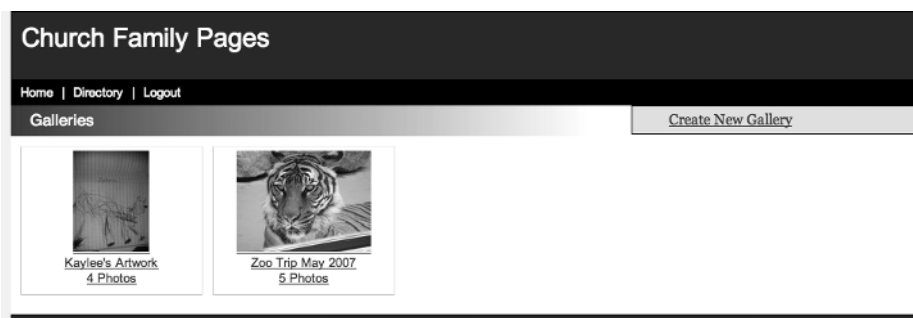 Church Family Pages
Home | Directory | Logout
Galleries
Create New Gallery
Kaylee's Artwork
4 Photos
Zoo Trip May 2007
5 Photos